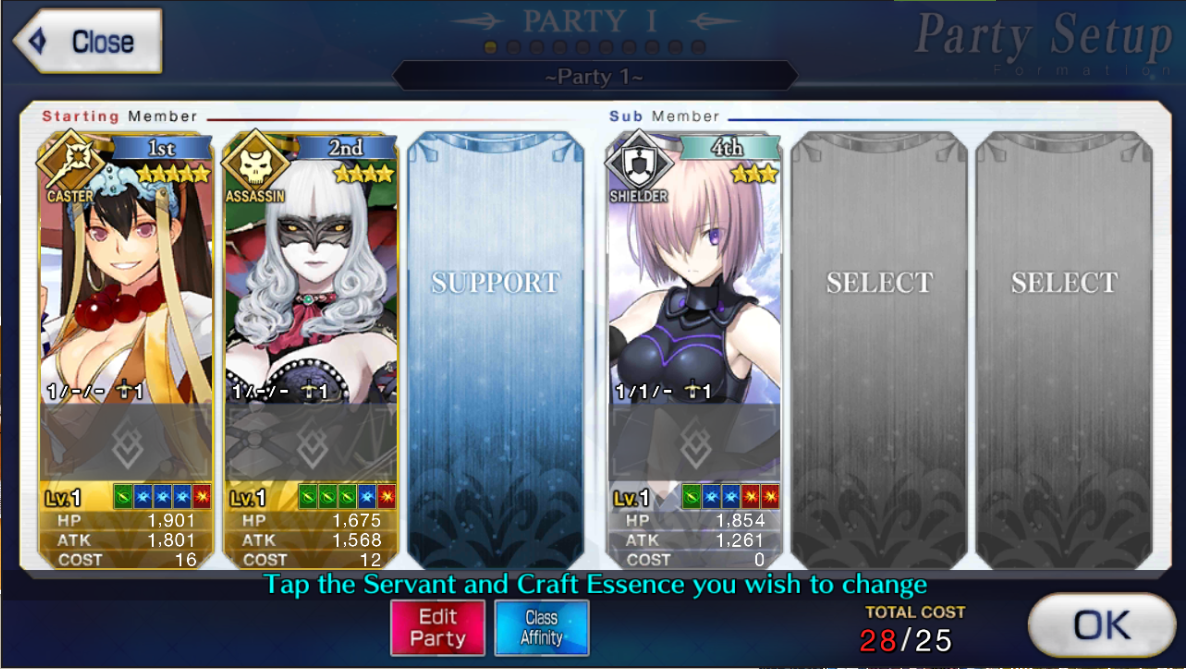 Close
PARTY I
~Party 1~
Party Setup
Formation
Starting Member
Sub Member
1st
CASTER
1/-/- 1
Lv.1
HP 1,901
ATK 1,801
COST 16
2nd
ASSASSIN
1/-/- 1
Lv.1
HP 1,675
ATK 1,568
COST 12
SUPPORT
4th
SHIELDER
1/1/- 1
Lv.1
HP 1,854
ATK 1,261
COST 0
SELECT
SELECT
Tap the Servant and Craft Essence you wish to change
Edit
Party
Class
Affinity
TOTAL COST
28/25
OK